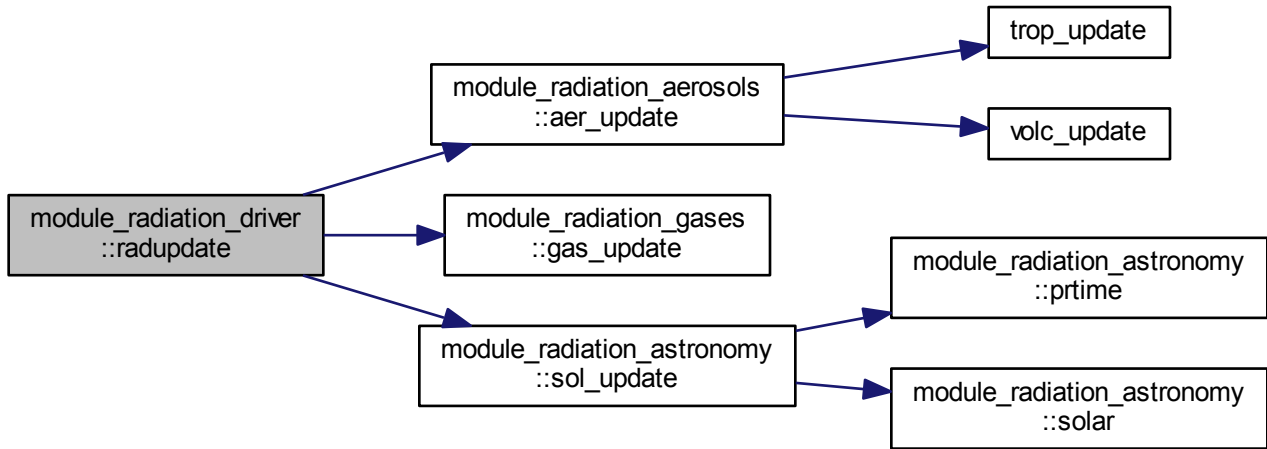 module_radiation_driver
::radupdate
module_radiation_aerosols
::aer_update
trop_update
volc_update
module_radiation_gases
::gas_update
module_radiation_astronomy
::sol_update
module_radiation_astronomy
::prtime
module_radiation_astronomy
::solar